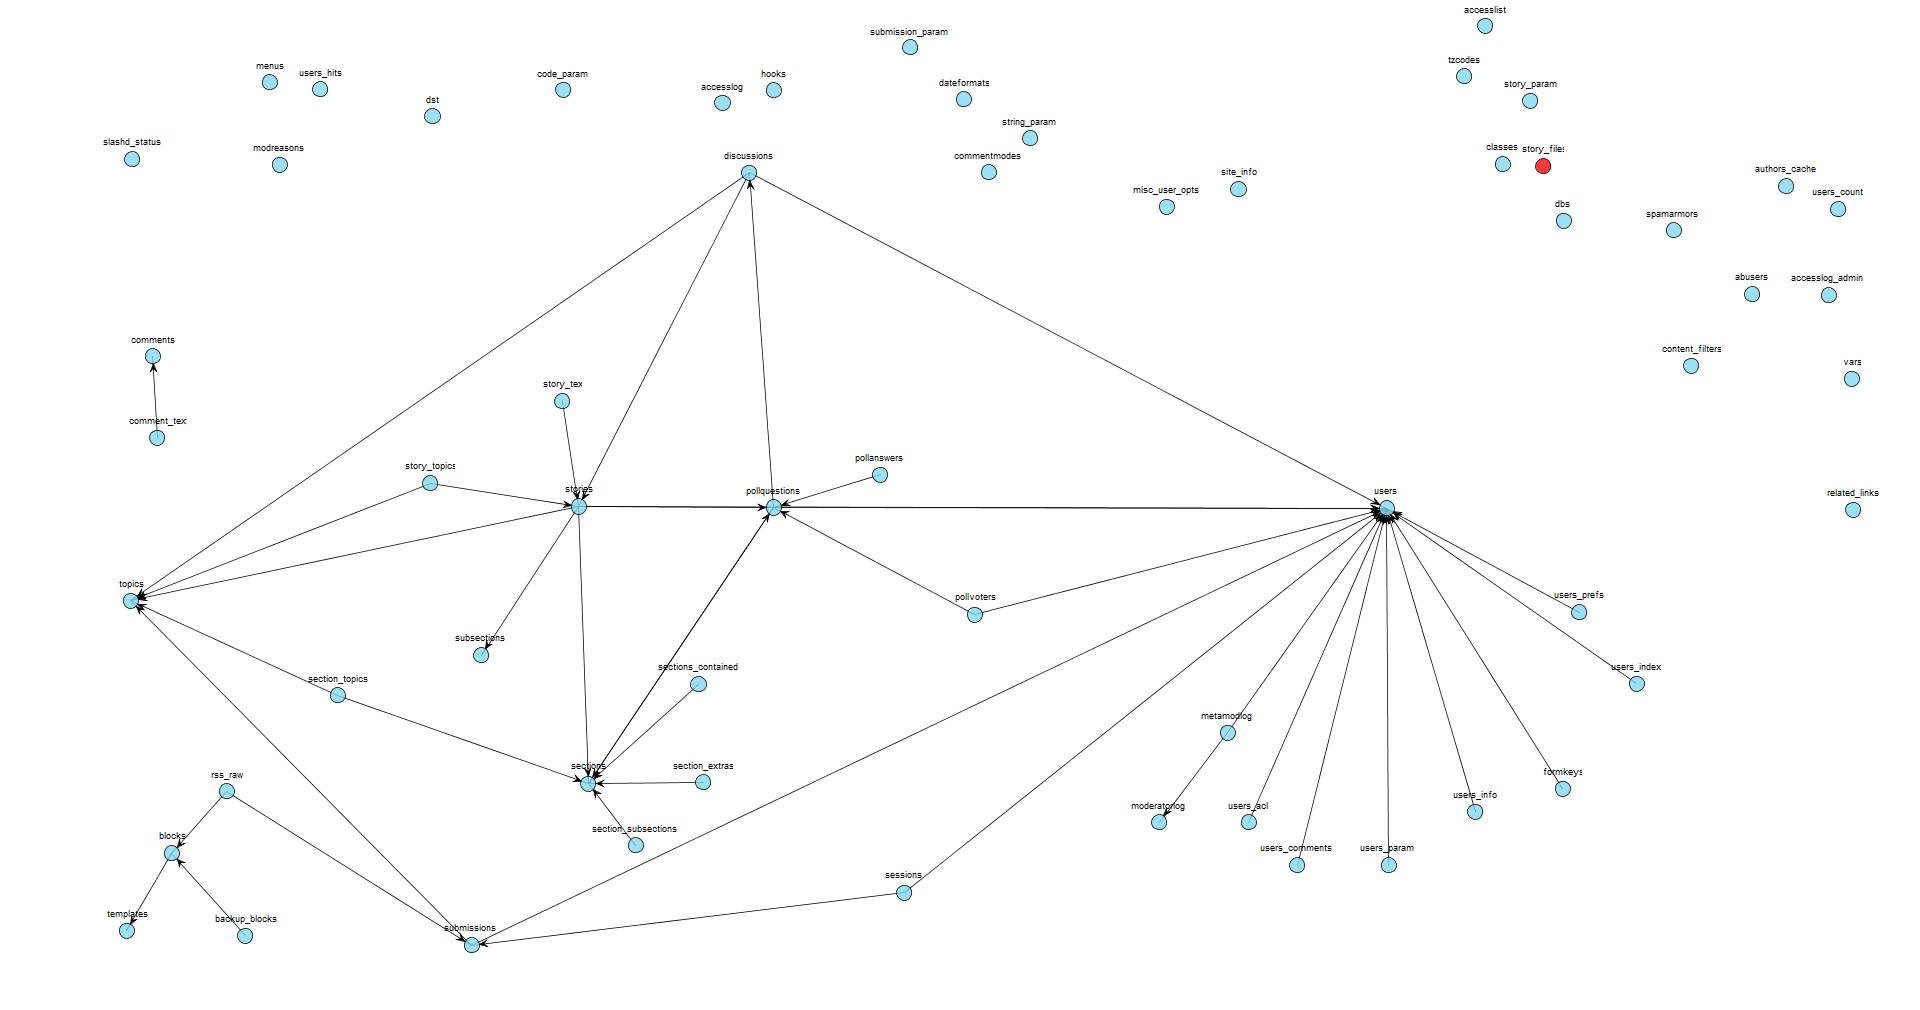 accesslist
submission_param
tzcodes
menus
users_hits
code_param
hooks
accesslog
dateformats
story_param
dst
string_param
slashd_status
modreasons
discussions
commentmodes
classes
story_files
misc_user_opts
site_info
authors_cache
users_count
dbs
spamarmors
abusers
accesslog_admin
comments
content_filters
vars
story_tex
comment_tex
story_topics
pollanswers
stories
pollquestions
users
related_links
topics
pollvoters
users_prefs
subsections
sections_contained
users_index
section_topics
metamodlog
rss_raw
sections
section_extras
formkeys
users_info
moderatorlog
users_acl
blocks
section_subsections
users_comments
users_param
sessions
templates
backup_blocks
submissions